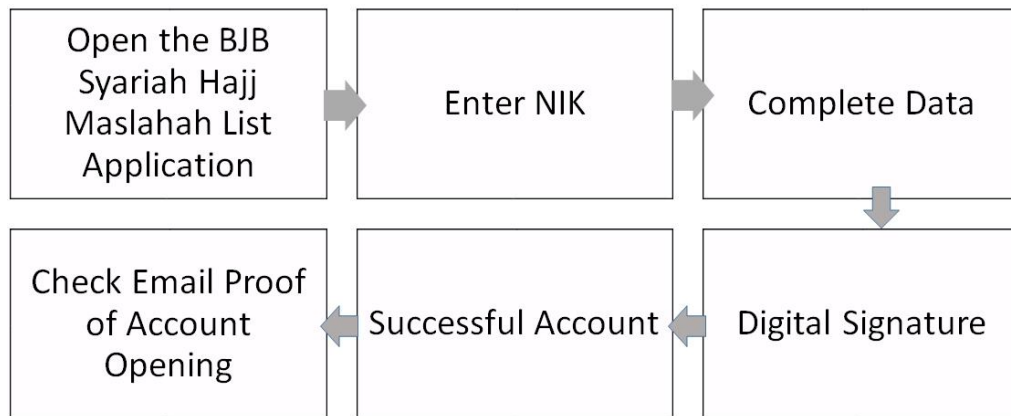 Open the BJB
Syariah Hajj
Maslahah List
Application
Enter NIK
Complete Data
Digital Signature
Successful Account
Check Email Proof
of Account
Opening